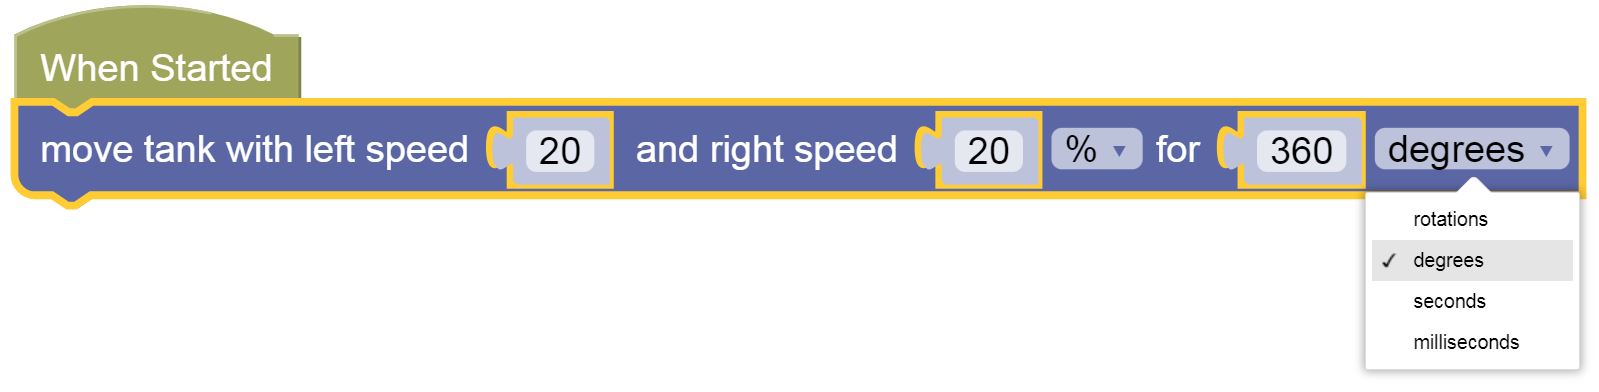 When Started
move tank with left speed 20 and right speed 20 % ▾ for 360 degrees ▾
rotations
✓ degrees
seconds
milliseconds